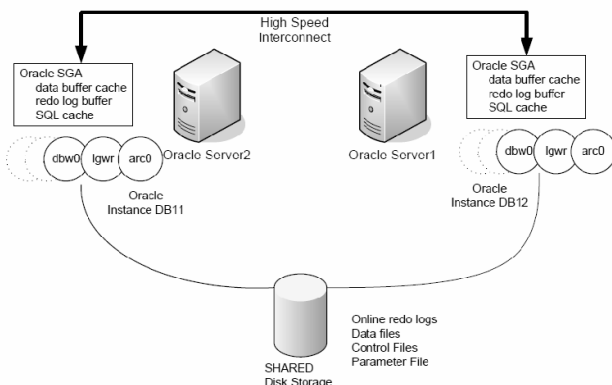 High Speed
Interconnect
Oracle SGA
data buffer cache
redo log buffer
SQL cache
Oracle SGA
data buffer cache
redo log buffer
SQL cache
Oracle Server2
Oracle Server1
dbw0
lgwr
arc0
dbw0
lgwr
arc0
Oracle
Instance DB11
Oracle
Instance DB12
Online redo logs
Data files
Control Files
Parameter File
SHARED
Disk Storage